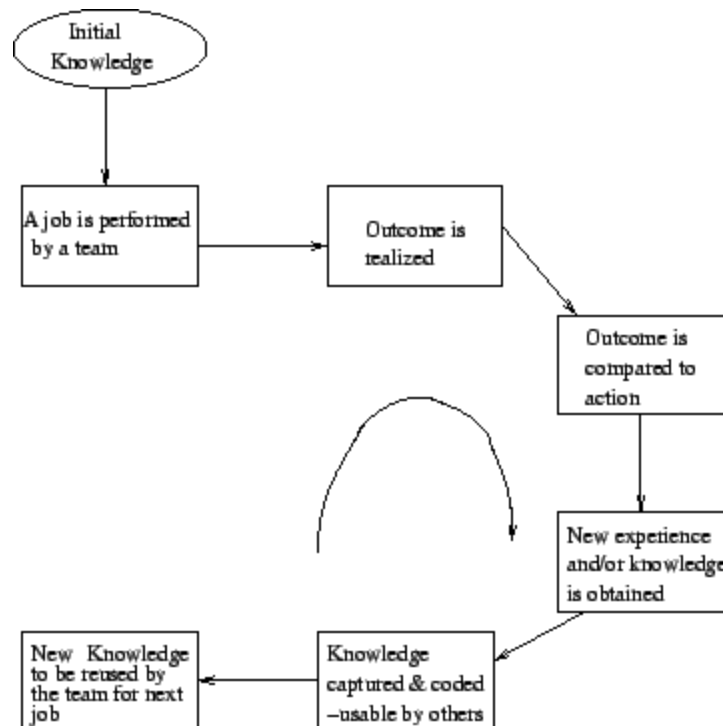 Initial
Knowledge
A job is performed
by a team
Outcome is
realized
Outcome is
compared to
action
New experience
and/or knowledge
is obtained
Knowledge
captured & coded
-usable by others
New Knowledge
to be reused by
the team for next
job